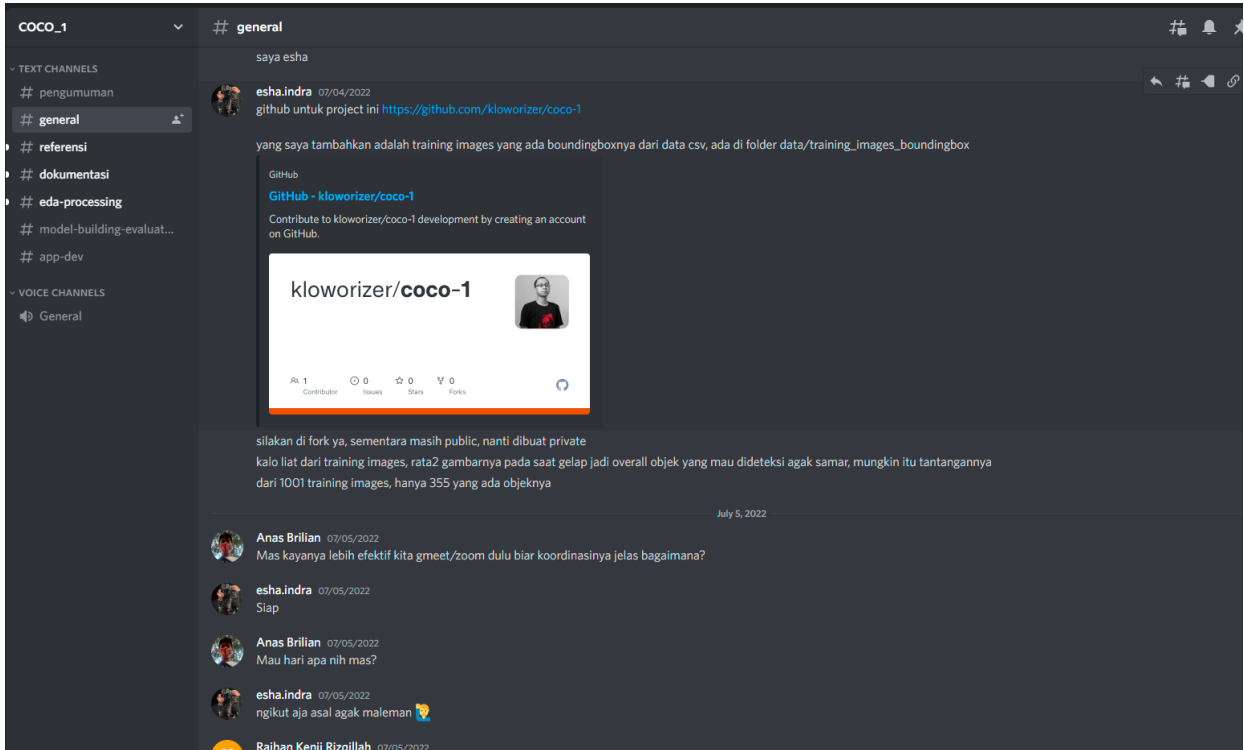 COCO_1
# general
TEXT CHANNELS
# pengumuman
# general
# referensi
# dokumentasi
# eda-processing
# model-building-evaluat...
# app-dev
VOICE CHANNELS
General
saya esha
esha.indra 07/04/2022
github untuk project ini https://github.com/kloworizer/coco-1
yang saya tambahkan adalah training images yang ada boundingboxnya dari data csv, ada di folder data/training_images_boundingbox
GitHub
GitHub - kloworizer/coco-1
Contribute to kloworizer/coco-1 development by creating an account
on GitHub.
kloworizer/coco-1
1 Contributor
0 Issues
0 Stars
0 Forks
silakan di fork ya, sementara masih public, nanti dibuat private
kalo liat dari training images, rata2 gambarnya pada saat gelap jadi overall objek yang mau dideteksi agak samar, mungkin itu tantangannya
dari 1001 training images, hanya 355 yang ada objeknya
July 5, 2022
Anas Brilian 07/05/2022
Mas kayanya lebih efektif kita gmeet/zoom dulu biar koordinasinya jelas bagaimana?
esha.indra 07/05/2022
Siap
Anas Brilian 07/05/2022
Mau hari apa nih mas?
esha.indra 07/05/2022
ngikut aja asal agak maleman 🙋‍♂️
Raihan Kenji Rizqillah 07/05/2022